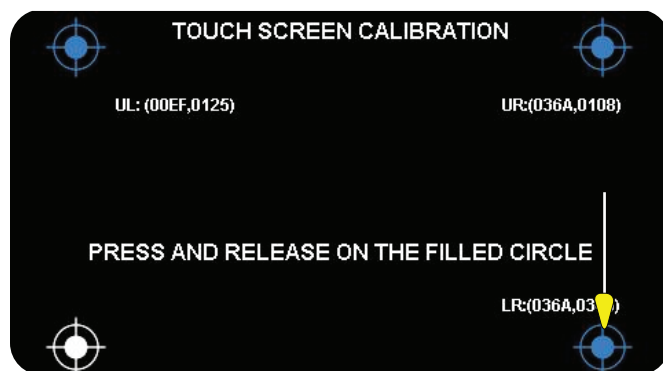 TOUCH SCREEN CALIBRATION
UL: (00EF,0125)
UR:(036A,0108)
PRESS AND RELEASE ON THE FILLED CIRCLE